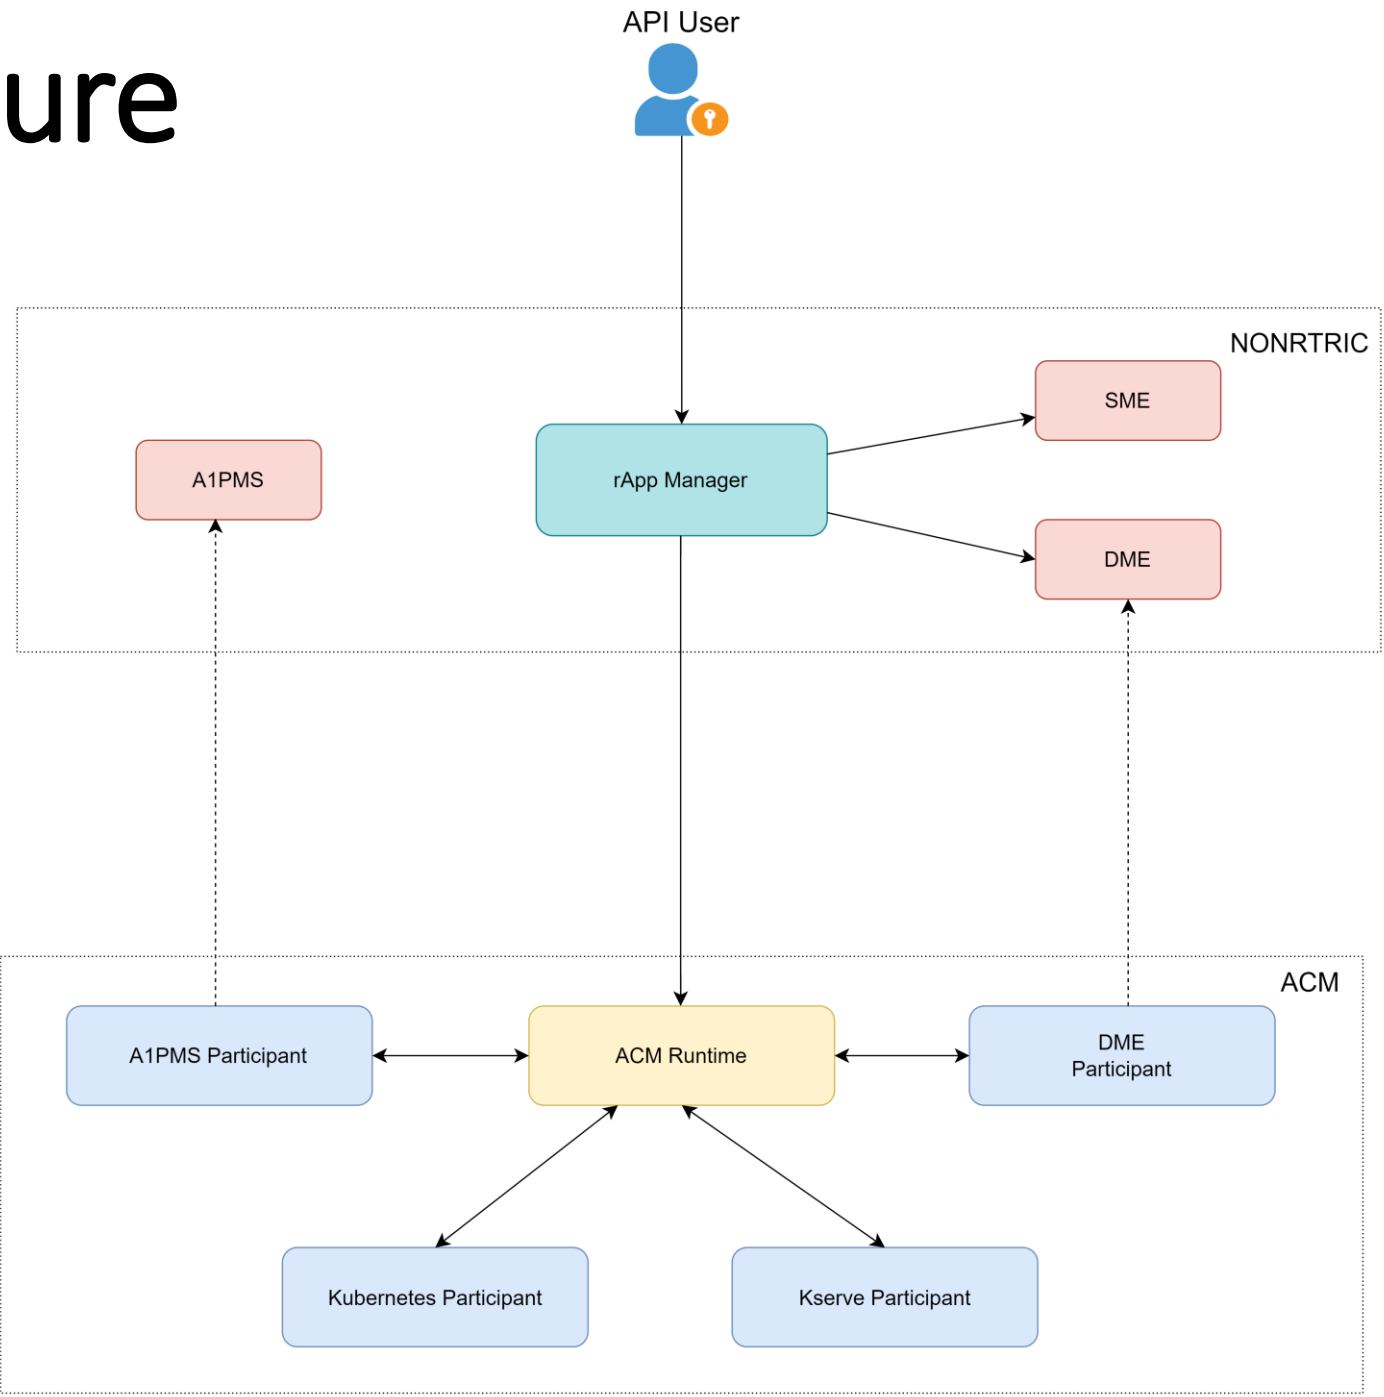 API User
ure
NONRTRIC
SME
A1PMS
rApp Manager
DME
ACM
A1PMS Participant
ACM Runtime
DME
Participant
Kubernetes Participant
Kserve Participant